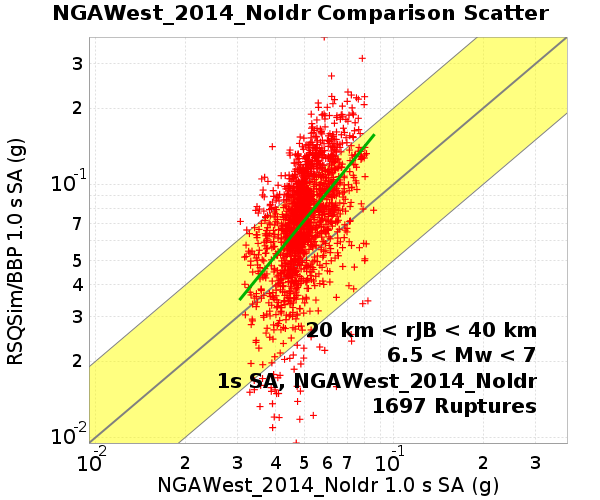 NGAWest_2014_NoIdr Comparison Scatter
RSQSim/BBP 1.0 s SA (g)
3
2
10-1
7
5
4
3
2
10-2
20 km < rJB < 40 km
6.5 < Mw < 7
1s SA, NGAWest_2014_NoIdr
1697 Ruptures
10-2 2 3 4 5 6 7 10-1 2 3
NGAWest_2014_NoIdr 1.0 s SA (g)